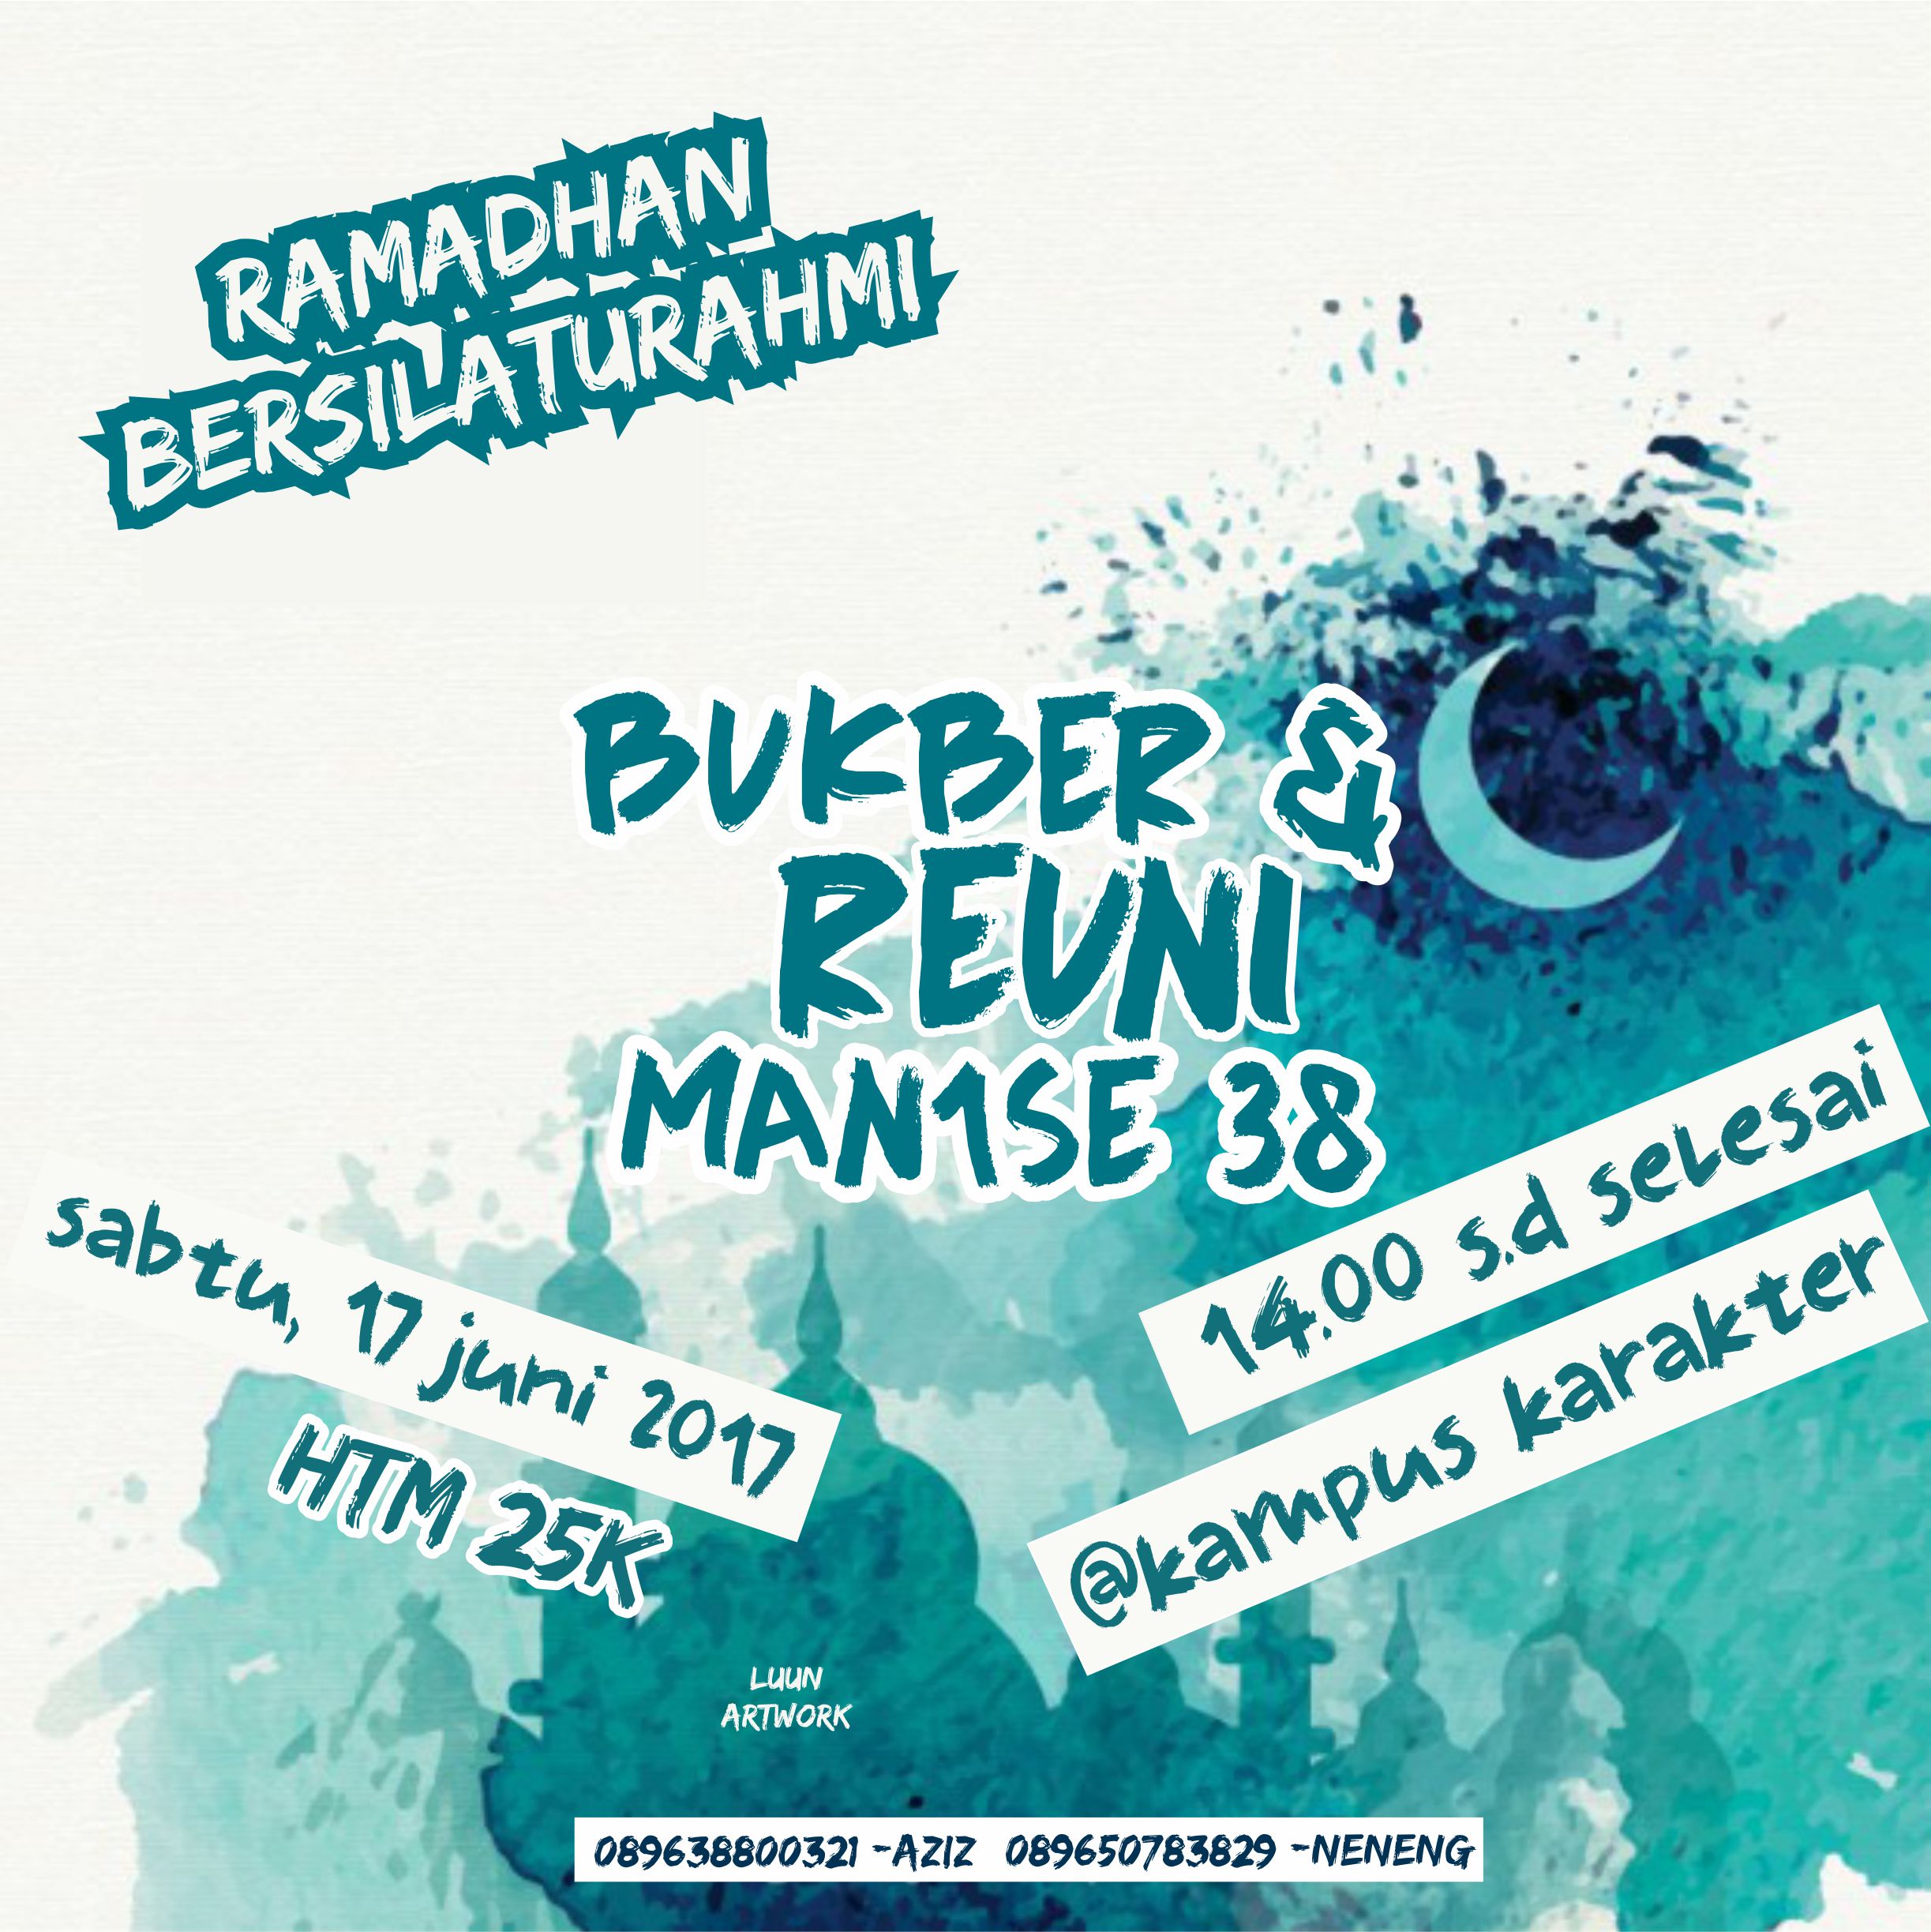 RAMADHAN
BERSILATURAHMI
BUKBER &
REUNI
MAN1SE 38
sabtu, 17 juni 2017
HTM 25K
14.00 s.d seLesai
@kampus karakter
LUUN
ARTWORK
089638800321 -AZIZ 089650783829 -NENENG